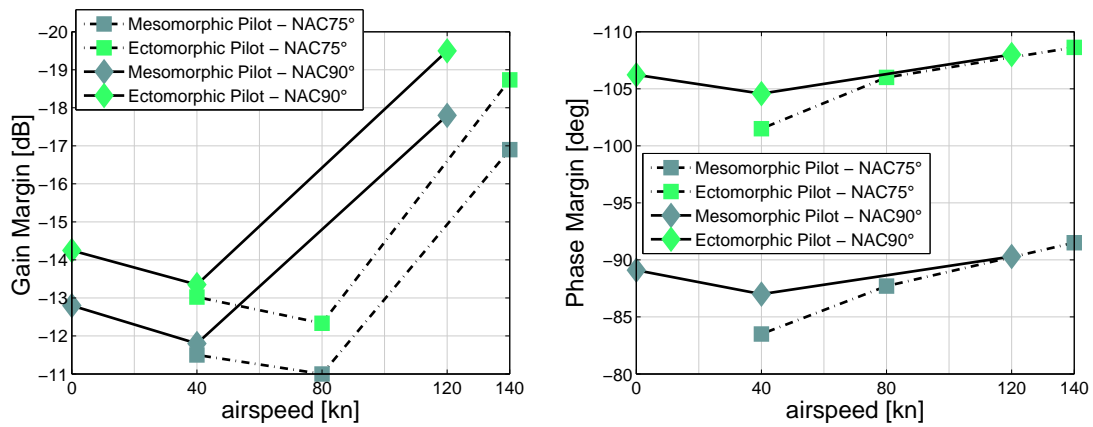 −20
−19
−18
−17
−16
−15
−14
−13
−12
−11
Gain Margin [dB]
Mesomorphic Pilot – NAC75°
Ectomorphic Pilot – NAC75°
Mesomorphic Pilot – NAC90°
Ectomorphic Pilot – NAC90°
0 40 80 120 140
airspeed [kn]
−110
−105
−100
−95
−90
−85
−80
Phase Margin [deg]
Mesomorphic Pilot – NAC75°
Ectomorphic Pilot – NAC75°
Mesomorphic Pilot – NAC90°
Ectomorphic Pilot – NAC90°
0 40 80 120 140
airspeed [kn]